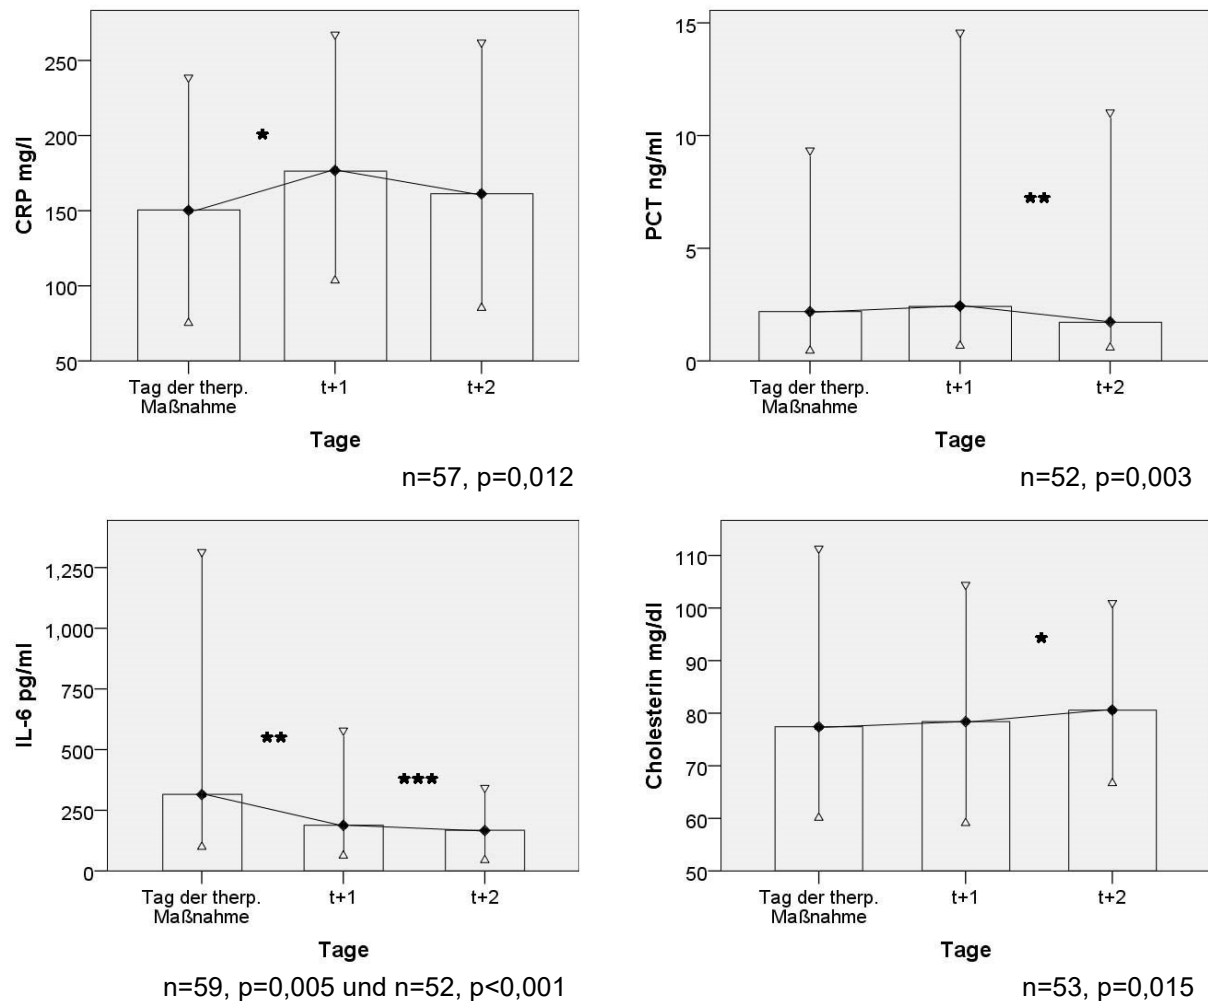 CRP mg/l
250
200
150
100
50
*
Tag der therp.
Maßnahme
t+1
t+2
Tage
n=57, p=0,012
PCT ng/ml
15
10
5
0
**
Tag der therp.
Maßnahme
t+1
t+2
Tage
n=52, p=0,003
IL-6 pg/ml
1,250
1,000
750
500
250
0
**
***
Tag der therp.
Maßnahme
t+1
t+2
Tage
n=59, p=0,005 und n=52, p<0,001
Cholesterin mg/dl
110
100
90
80
70
60
50
*
Tag der therp.
Maßnahme
t+1
t+2
Tage
n=53, p=0,015